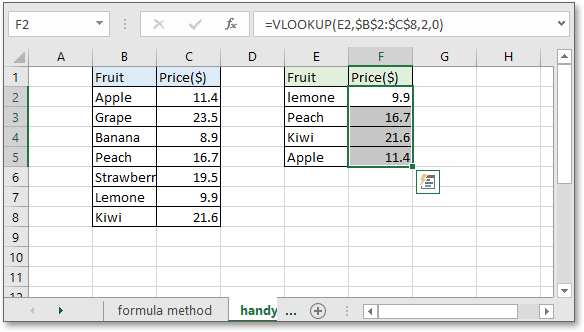 F2 fx =VLOOKUP(E2,$B$2:$C$8,2,0)
A B C D E F G H
1 Fruit Price($) Fruit Price($)
2 Apple 11.4 lemone 9.9
3 Grape 23.5 Peach 16.7
4 Banana 8.9 Kiwi 21.6
5 Peach 16.7 Apple 11.4
6 Strawberr 19.5
7 Lemone 9.9
8 Kiwi 21.6
9
10
11
12
formula method handy ...